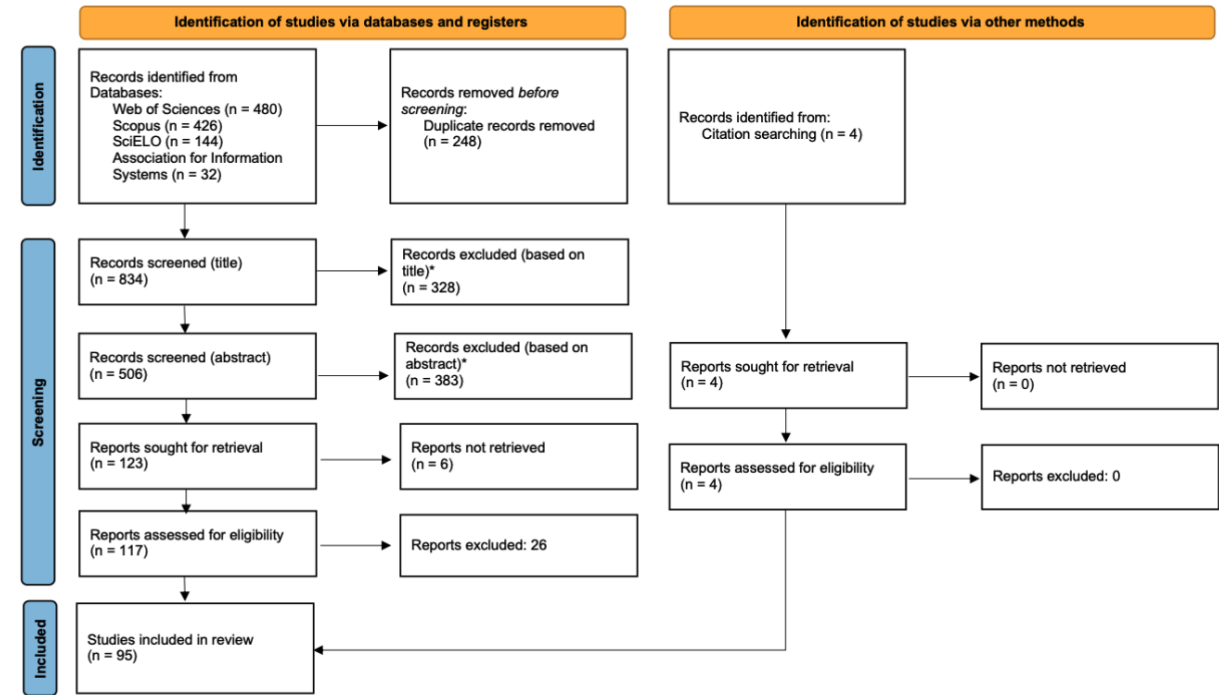 Identification of studies via databases and registers
Identification of studies via other methods
Identification
Records identified from
Databases:
Web of Sciences (n = 480)
Scopus (n = 426)
SciELO (n = 144)
Association for Information
Systems (n = 32)
Records removed before
screening:
Duplicate records removed
(n = 248)
Records identified from:
Citation searching (n = 4)
Screening
Records screened (title)
(n = 834)
Records excluded (based on
title)*
(n = 328)
Records screened (abstract)
(n = 506)
Records excluded (based on
abstract)*
(n = 383)
Reports sought for retrieval
(n = 4)
Reports not retrieved
(n = 0)
Reports sought for retrieval
(n = 123)
Reports not retrieved
(n = 6)
Reports assessed for eligibility
(n = 4)
Reports excluded: 0
Reports assessed for eligibility
(n = 117)
Reports excluded: 26
Included
Studies included in review
(n = 95)